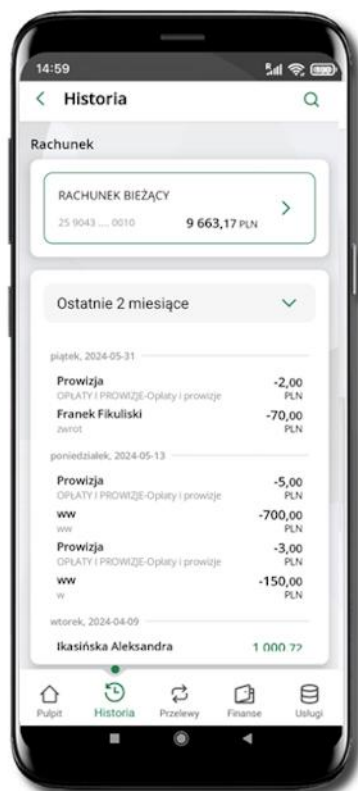 14:59
Historia
Rachunek
RACHUNEK BIEŻĄCY
25 9043 .... 0010 9 663,17 PLN
Ostatnie 2 miesiące
piątek, 2024-05-31
Prowizja -2,00
OPŁATY I PROWIZJE-Opłaty i prowizje PLN
Franek Fikuliski -70,00
zwrot PLN
poniedziałek, 2024-05-13
Prowizja -5,00
OPŁATY I PROWIZJE-Opłaty i prowizje PLN
ww -700,00
ww PLN
Prowizja -3,00
OPŁATY I PROWIZJE-Opłaty i prowizje PLN
ww -150,00
w PLN
wtorek, 2024-04-09
Ikasińska Aleksandra 1 000,72
Pulpit Historia Przelewy Finanse Usługi